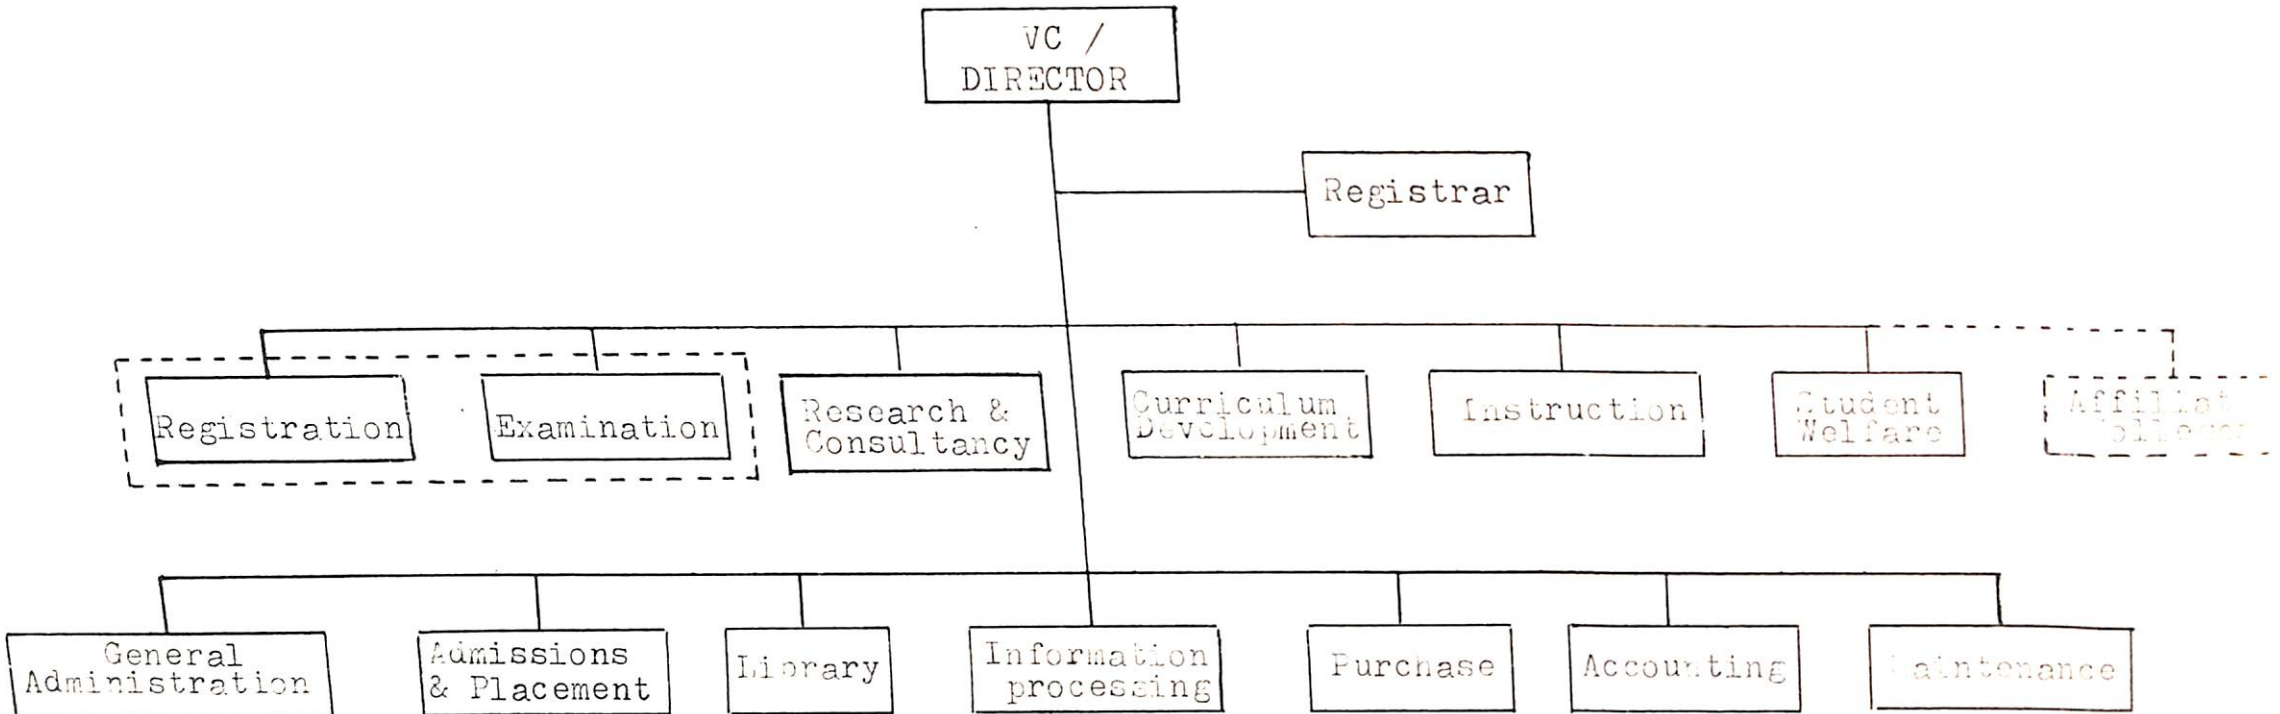 VC /
DIRECTOR
Registrar
Registration
Examination
Research &
Consultancy
Curriculum
Development
Instruction
Student
Welfare
General
Administration
Admissions
& Placement
Library
Information
processing
Purchase
Accounting
Maintenance